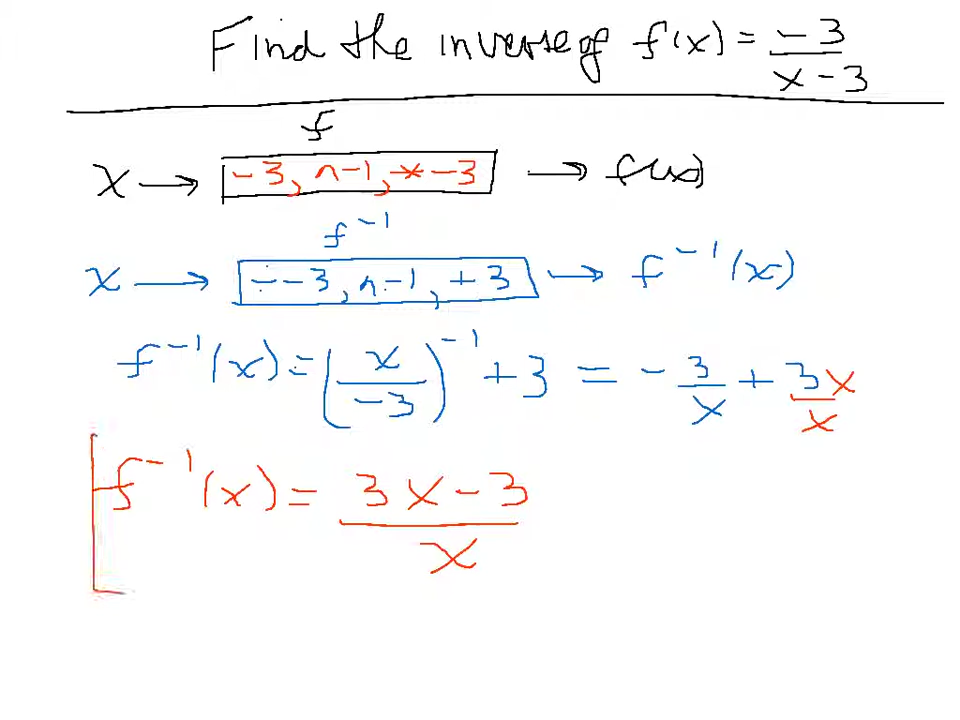 Find the inverse of f(x) = -3/(x-3)
f
x → -3, n-1, * -3 → f(x)
f^-1
x → ÷ -3, n-1, +3 → f^-1(x)
f^-1(x) = (x/-3)^-1 + 3 = -3/x + 3x/x
f^-1(x) = (3x-3)/x